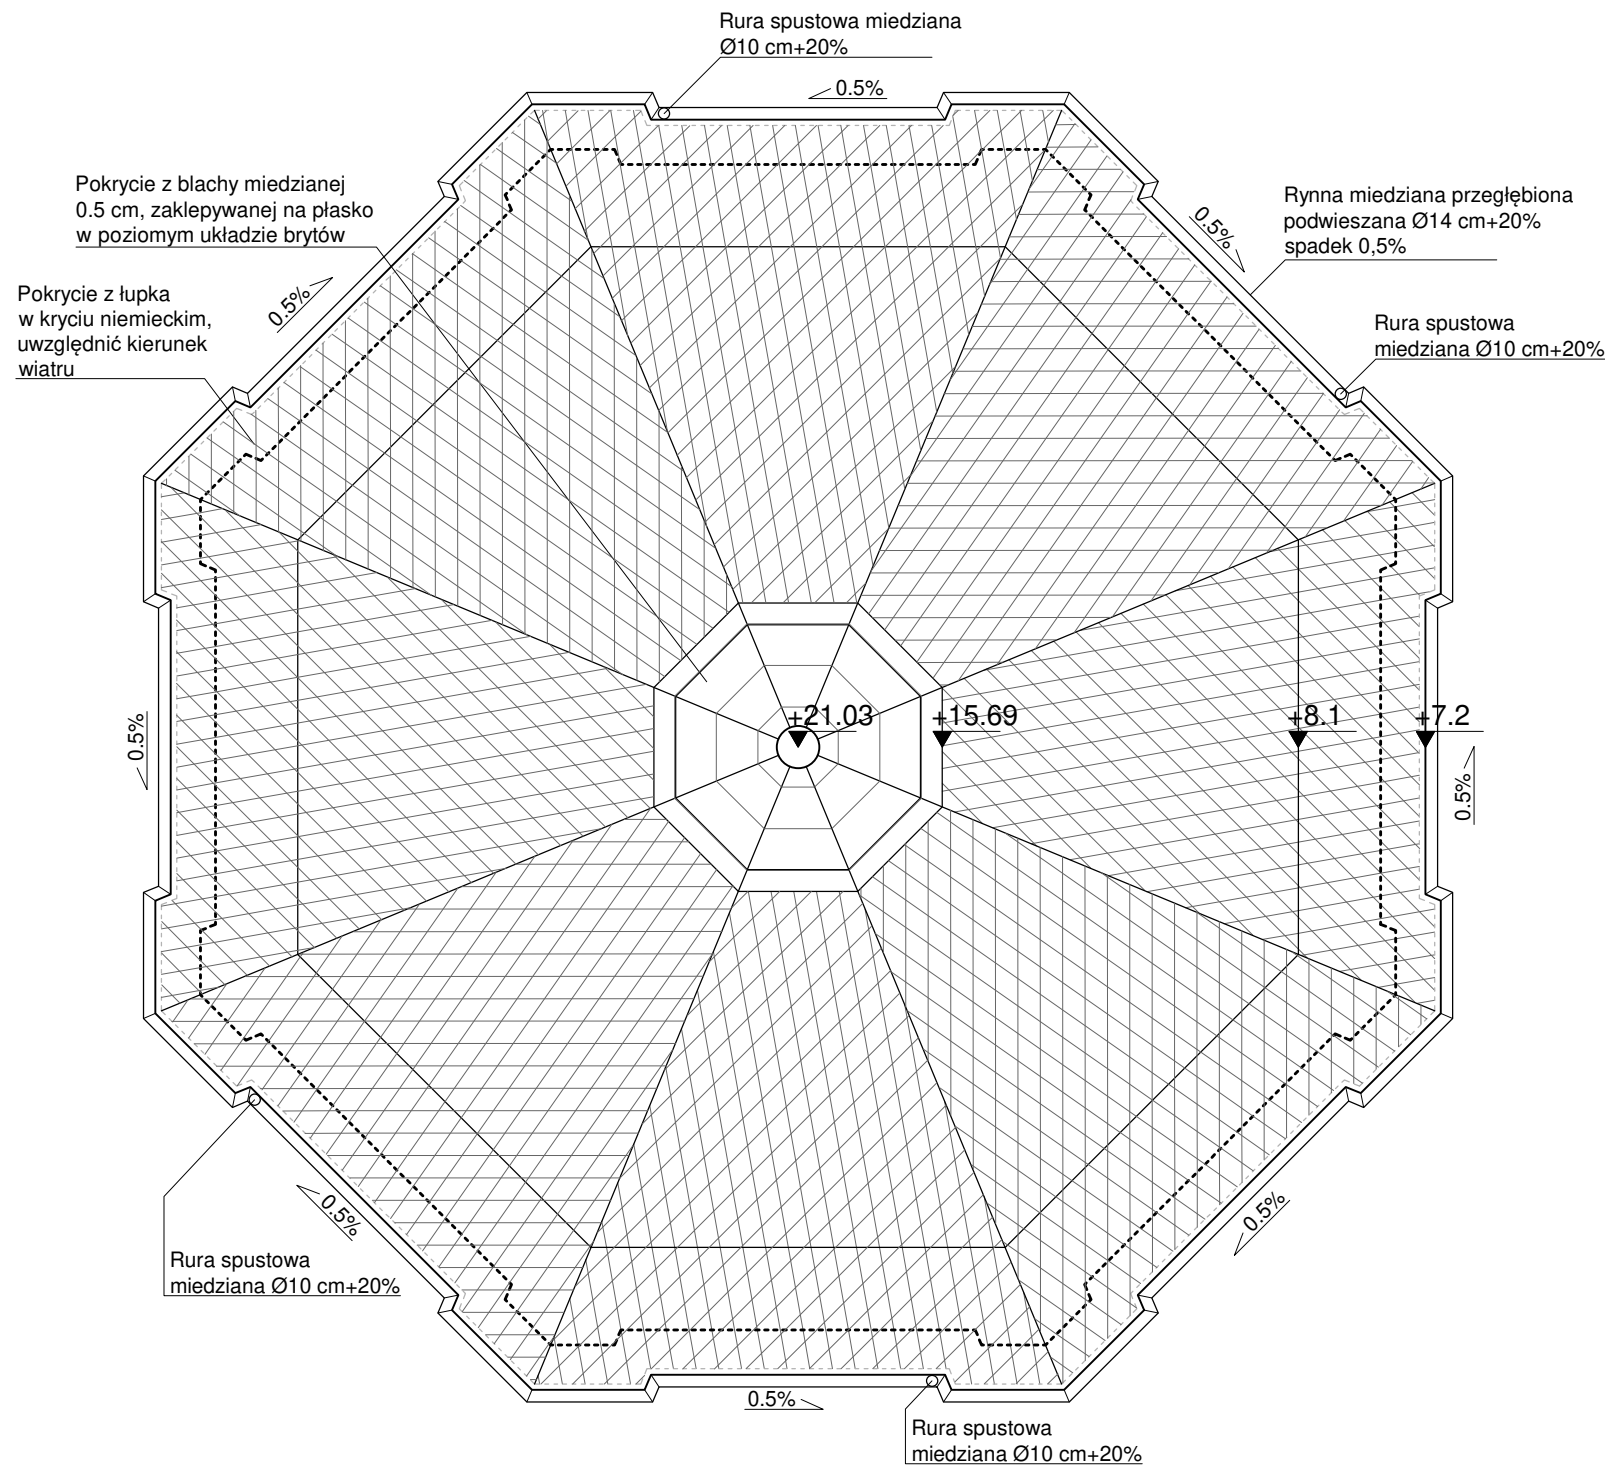 Rura spustowa miedziana
Ø10 cm+20%
0.5%
Pokrycie z blachy miedzianej
0.5 cm, zaklepywanej na płasko
w poziomym układzie brytów
Rynna miedziana przegłębiona
podwieszana Ø14 cm+20%
spadek 0,5%
0.5%
0.5%
Pokrycie z łupka
w kryciu niemieckim,
uwzględnić kierunek
wiatru
Rura spustowa
miedziana Ø10 cm+20%
+21.03
+15.69
+8.1
+7.2
0.5%
0.5%
0.5%
0.5%
Rura spustowa
miedziana Ø10 cm+20%
0.5%
Rura spustowa
miedziana Ø10 cm+20%